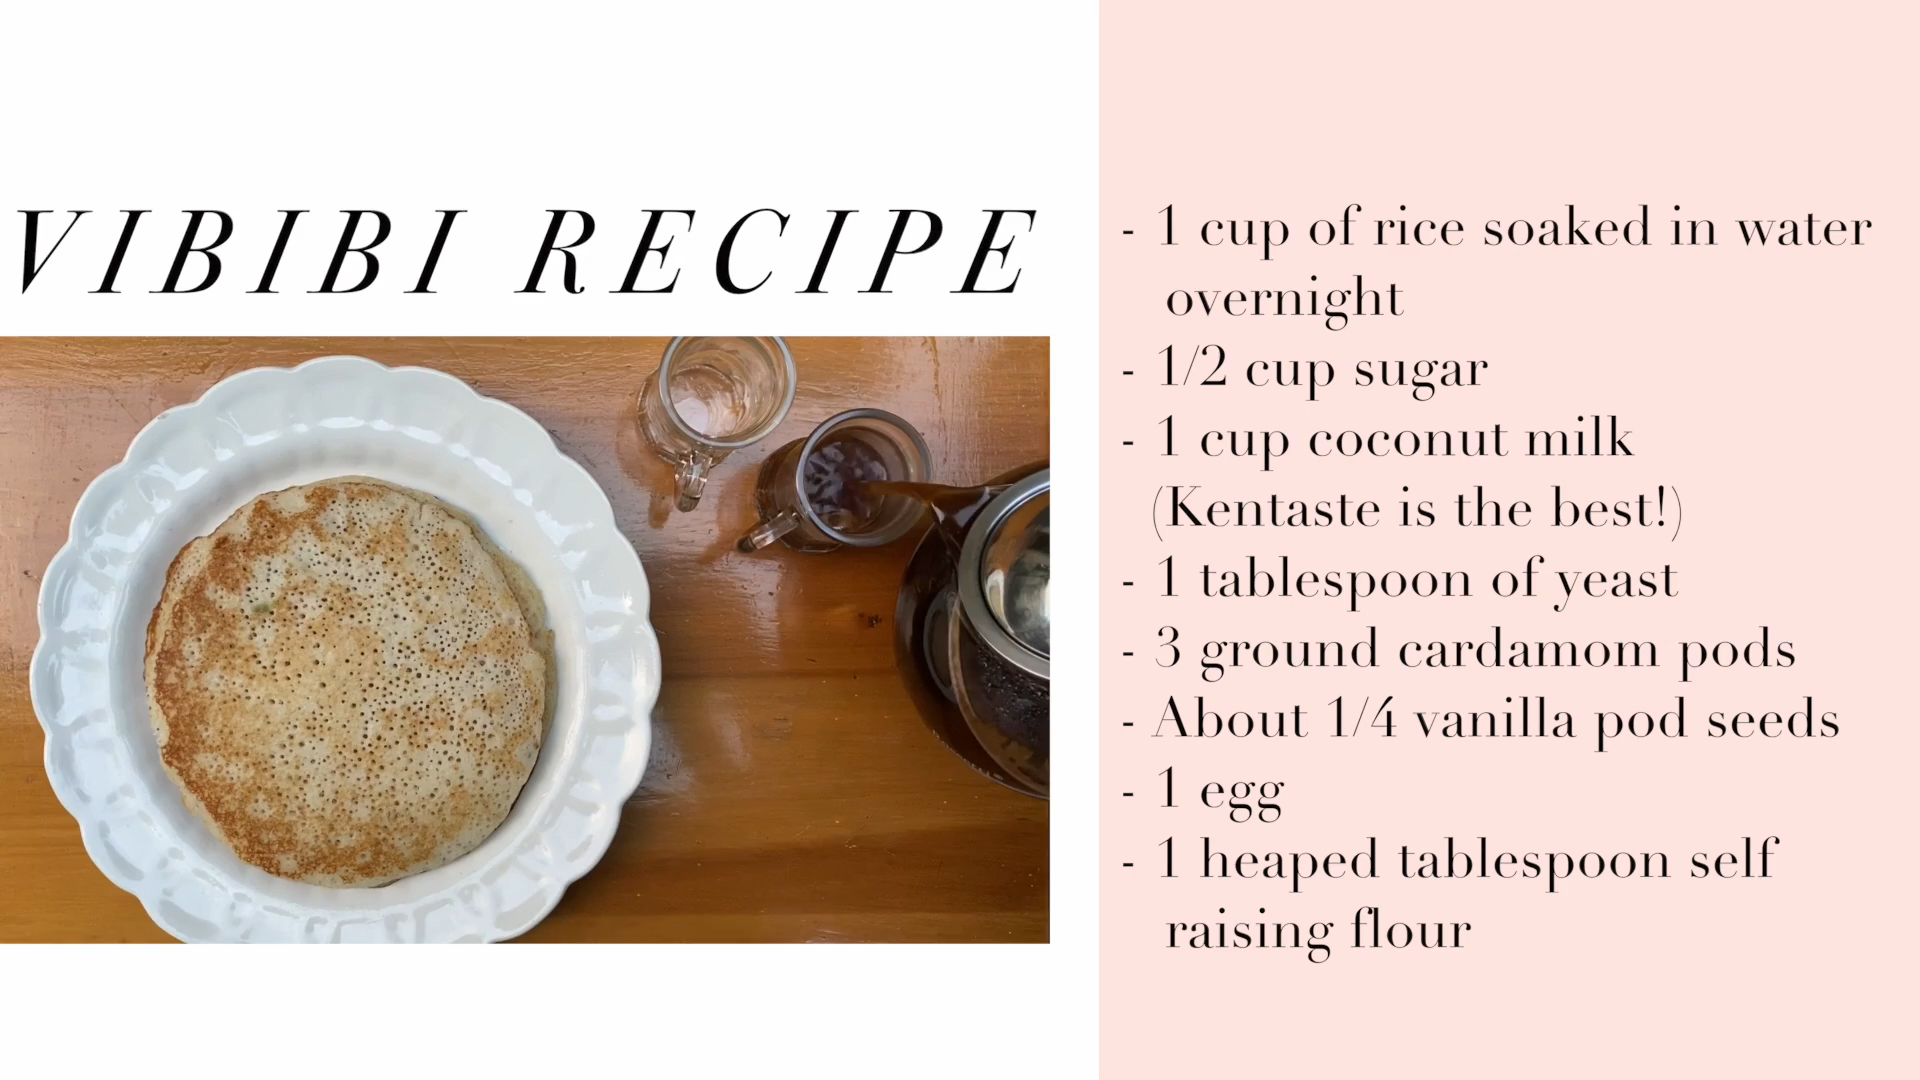 VIBIBI RECIPE
- 1 cup of rice soaked in water
overnight
- 1/2 cup sugar
- 1 cup coconut milk
(Kentaste is the best!)
- 1 tablespoon of yeast
- 3 ground cardamom pods
- About 1/4 vanilla pod seeds
- 1 egg
- 1 heaped tablespoon self
raising flour